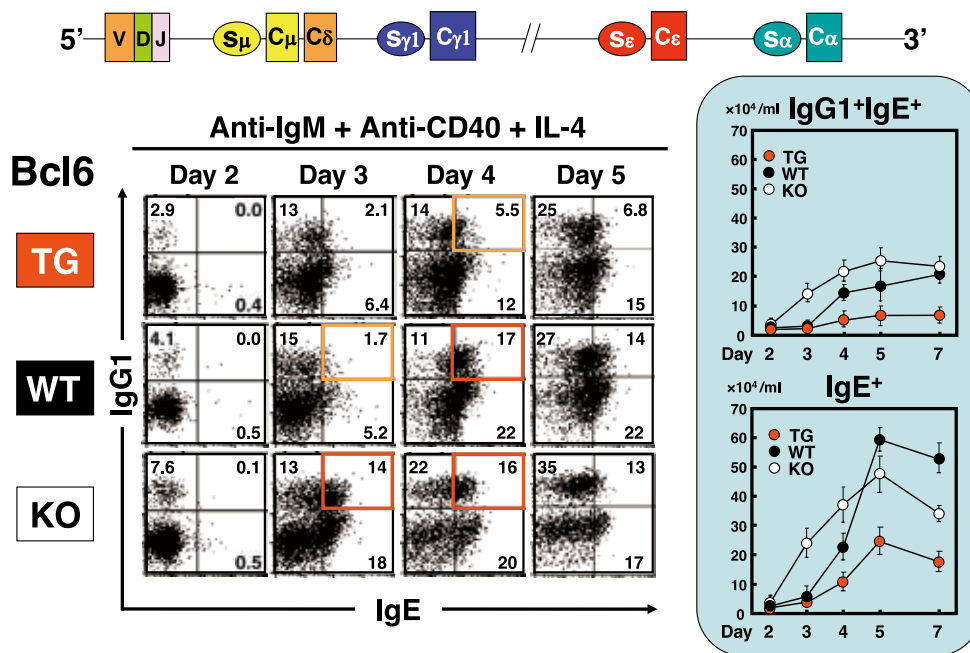 5’ V D J Sμ Cμ Cδ Sγ1 Cγ1 // Sε Cε Sα Cα 3’
Anti-IgM + Anti-CD40 + IL-4
Bcl6
Day 2 Day 3 Day 4 Day 5
TG
2.9 0.0 13 2.1 14 5.5 25 6.8
0.4 6.4 12 15
WT
4.1 0.0 15 1.7 11 17 27 14
0.5 5.2 22 22
KO
7.6 0.1 13 14 22 16 35 13
0.5 18 20 17
IgG1
IgE
×10⁴/ml IgG1⁺IgE⁺
70
60
50
40
30
20
10
0
TG
WT
KO
Day 2 3 4 5 7
×10⁴/ml IgE⁺
70
60
50
40
30
20
10
0
TG
WT
KO
Day 2 3 4 5 7